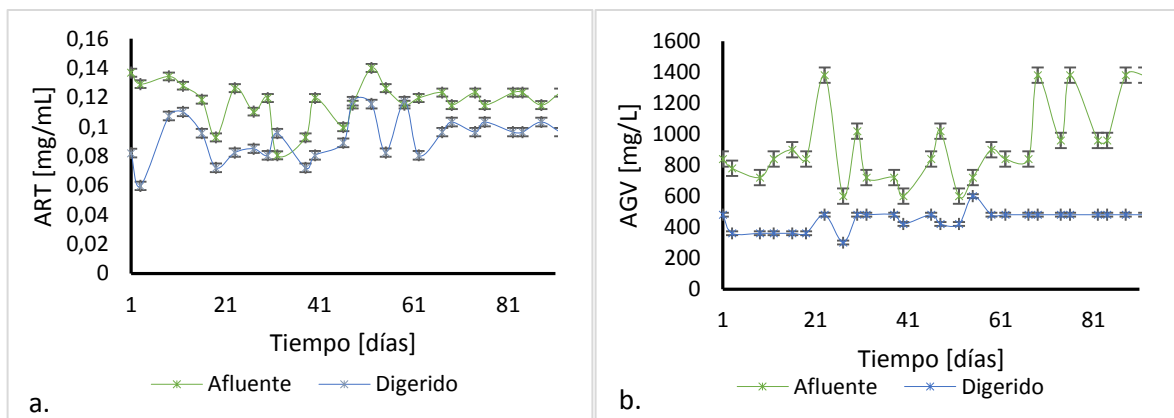 0,16
0,14
0,12
0,1
0,08
0,06
0,04
0,02
0
ART [mg/mL]
1 21 41 61 81
Tiempo [días]
Afluente Digerido
a.
1600
1400
1200
1000
800
600
400
200
0
AGV [mg/L]
1 21 41 61 81
Tiempo [días]
Afluente Digerido
b.